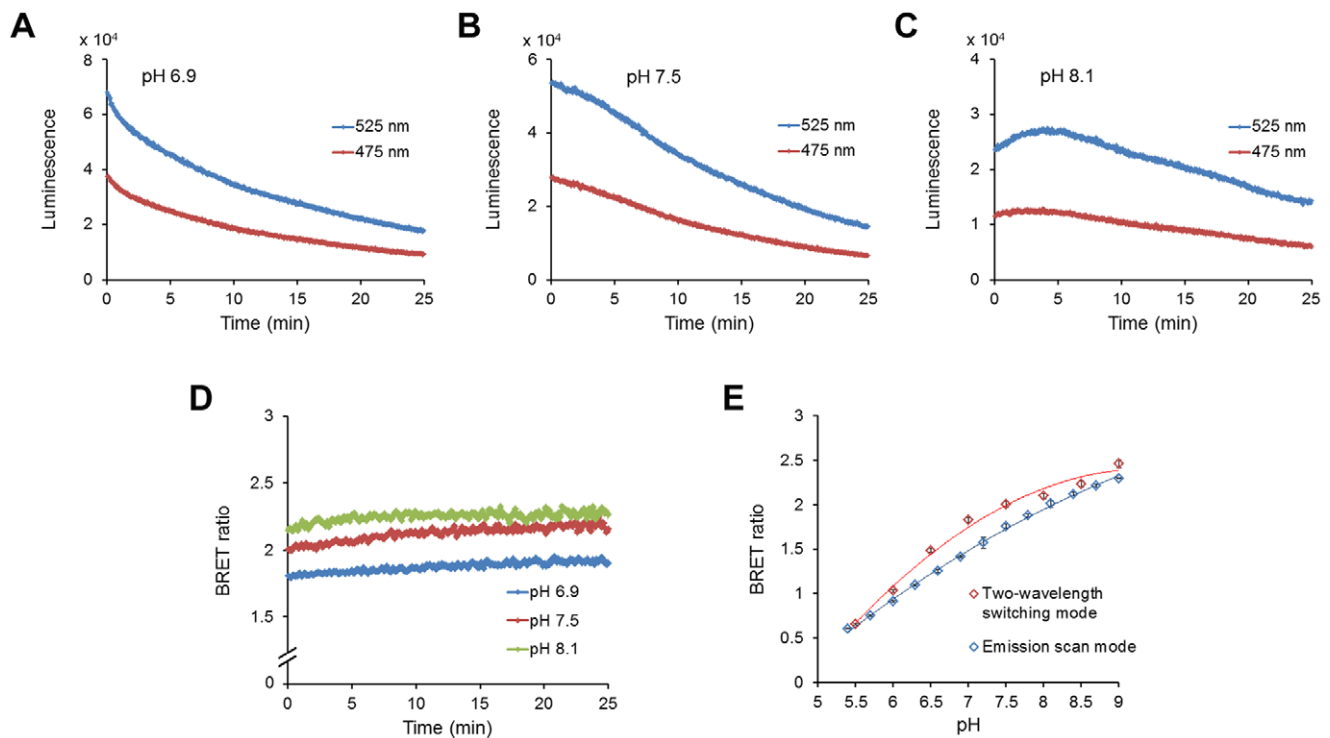 A
x 10⁴
pH 6.9
8
6
4
2
0
Luminescence
525 nm
475 nm
0 5 10 15 20 25
Time (min)
B
x 10⁴
pH 7.5
6
4
2
0
Luminescence
525 nm
475 nm
0 5 10 15 20 25
Time (min)
C
x 10⁴
pH 8.1
4
3
2
1
0
Luminescence
525 nm
475 nm
0 5 10 15 20 25
Time (min)
D
3
2.5
2
1.5
0
BRET ratio
pH 6.9
pH 7.5
pH 8.1
0 5 10 15 20 25
Time (min)
E
3
2.5
2
1.5
1
0.5
0
BRET ratio
Two-wavelength
switching mode
Emission scan mode
5 5.5 6 6.5 7 7.5 8 8.5 9
pH